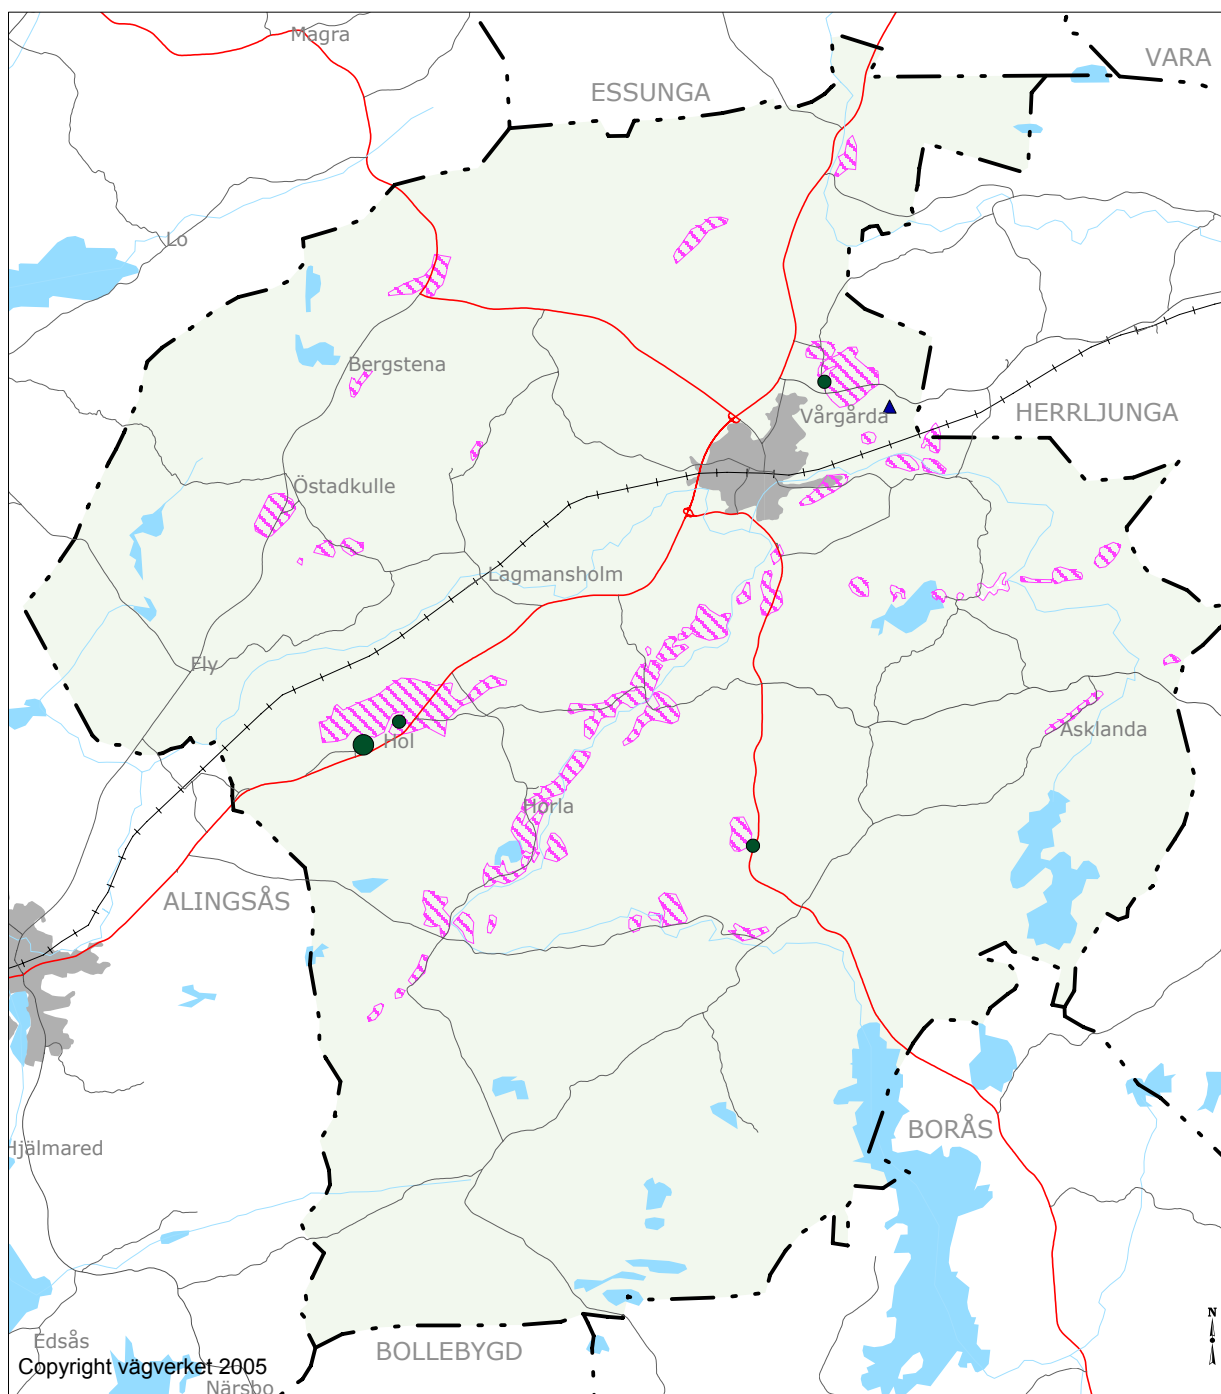 Magra
VARA
ESSUNGA
Lo
Bergstena
Vårgårda
HERRLJUNGA
Östadkulle
Lagmansholm
Fly
Hol
Asklanda
Horla
ALINGSÅS
BORÅS
Hjälmared
N
Edsås
BOLLEBYGD
Copyright vägverket 2005
Närsbo